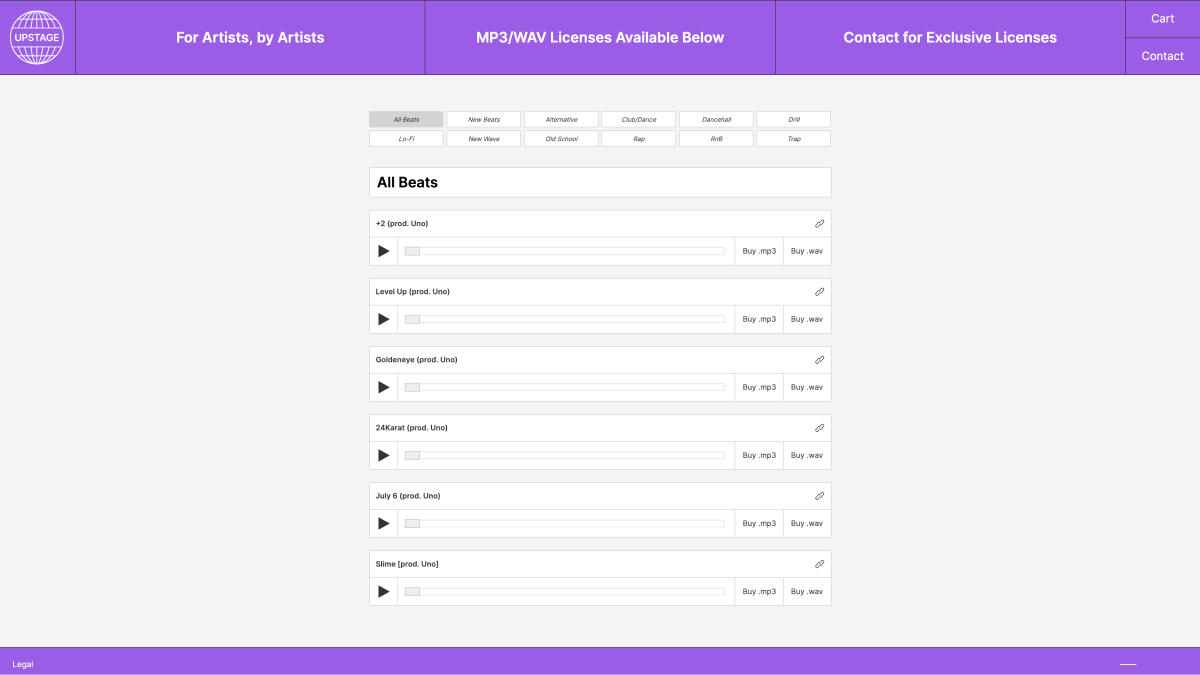 UPSTAGE
For Artists, by Artists
MP3/WAV Licenses Available Below
Contact for Exclusive Licenses
Cart
Contact
All Beats
New Beats
Alternative
Club/Dance
Dancehall
Drill
Lo-Fi
New Wave
Old School
Rap
RnB
Trap
All Beats
+2 (prod. Uno)
Buy .mp3
Buy .wav
Level Up (prod. Uno)
Buy .mp3
Buy .wav
Goldeneye (prod. Uno)
Buy .mp3
Buy .wav
24Karat (prod. Uno)
Buy .mp3
Buy .wav
July 6 (prod. Uno)
Buy .mp3
Buy .wav
Slime [prod. Uno]
Buy .mp3
Buy .wav
Legal